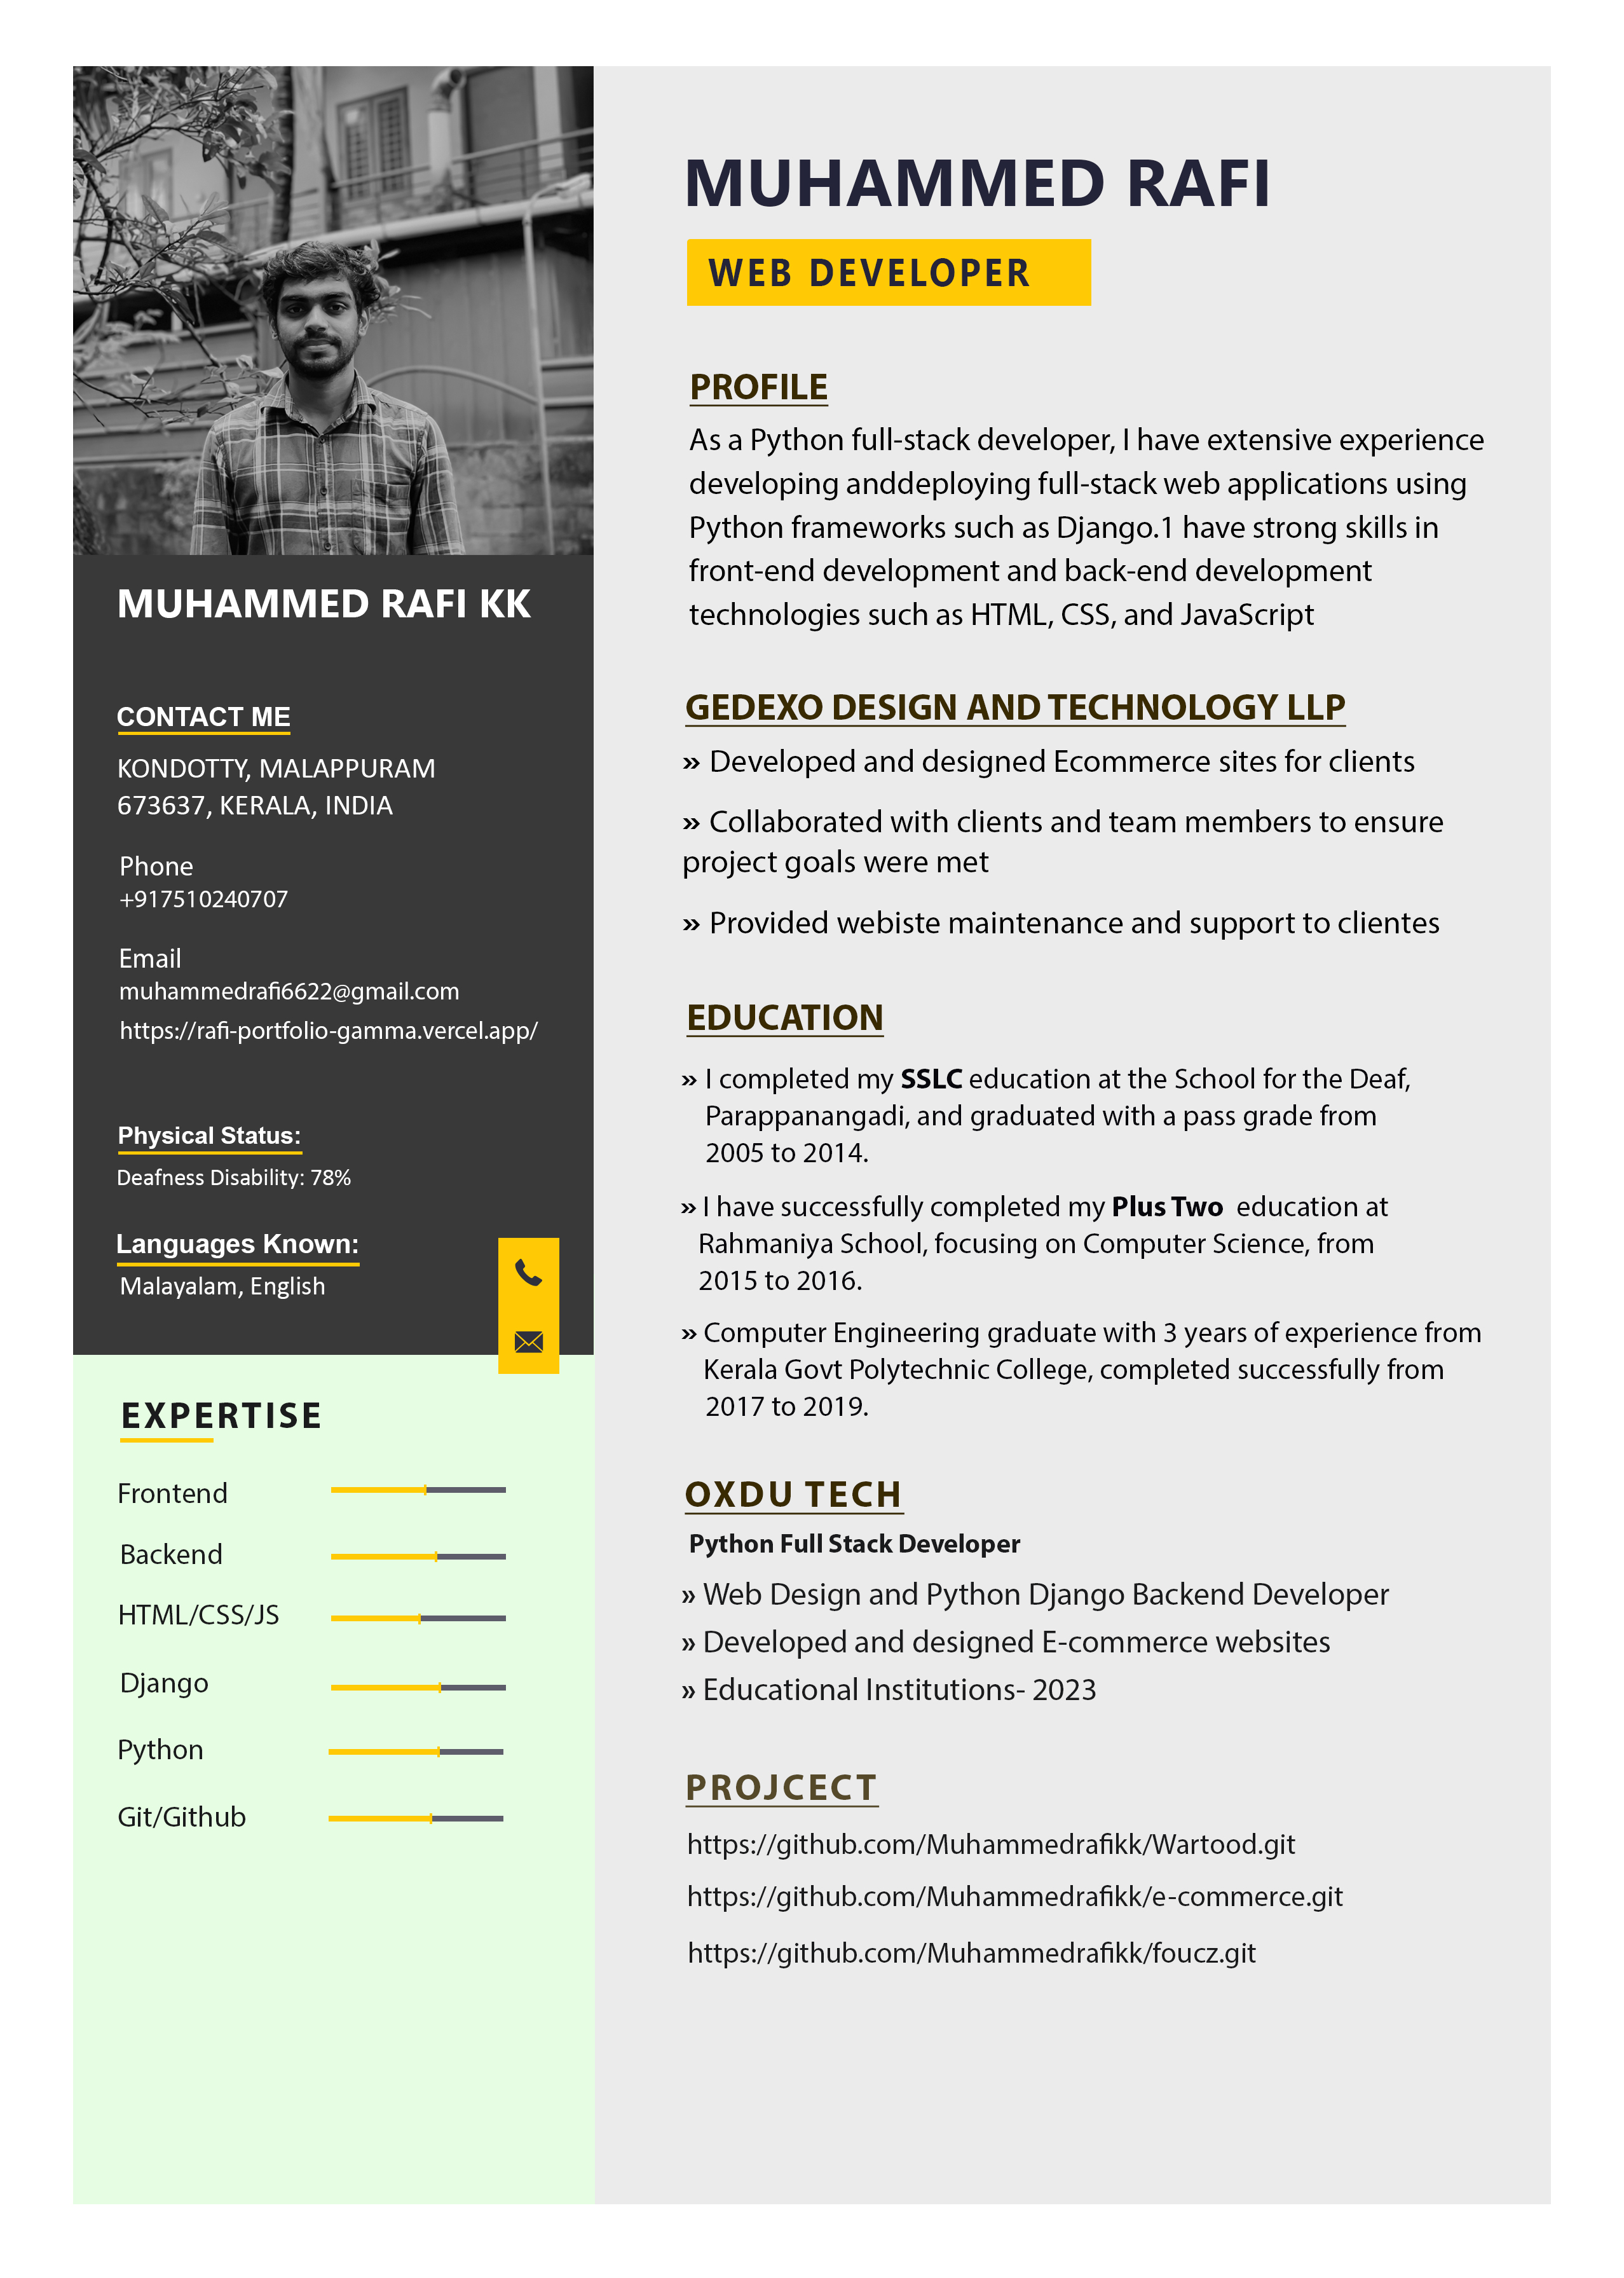 MUHAMMED RAFI KK
CONTACT ME
KONDOTTY, MALAPPURAM
673637, KERALA, INDIA
Phone
+917510240707
Email
muhammedrafi6622@gmail.com
https://rafi-portfolio-gamma.vercel.app/
Physical Status:
Deafness Disability: 78%
Languages Known:
Malayalam, English
EXPERTISE
Frontend
Backend
HTML/CSS/JS
Django
Python
Git/Github
MUHAMMED RAFI
WEB DEVELOPER
PROFILE
As a Python full-stack developer, I have extensive experience
developing anddeploying full-stack web applications using
Python frameworks such as Django.1 have strong skills in
front-end development and back-end development
technologies such as HTML, CSS, and JavaScript
GEDEXO DESIGN AND TECHNOLOGY LLP
» Developed and designed Ecommerce sites for clients
» Collaborated with clients and team members to ensure
project goals were met
» Provided webiste maintenance and support to clientes
EDUCATION
» I completed my SSLC education at the School for the Deaf,
Parappanangadi, and graduated with a pass grade from
2005 to 2014.
» I have successfully completed my Plus Two education at
Rahmaniya School, focusing on Computer Science, from
2015 to 2016.
» Computer Engineering graduate with 3 years of experience from
Kerala Govt Polytechnic College, completed successfully from
2017 to 2019.
OXDU TECH
Python Full Stack Developer
» Web Design and Python Django Backend Developer
» Developed and designed E-commerce websites
» Educational Institutions- 2023
PROJCECT
https://github.com/Muhammedrafikk/Wartood.git
https://github.com/Muhammedrafikk/e-commerce.git
https://github.com/Muhammedrafikk/foucz.git